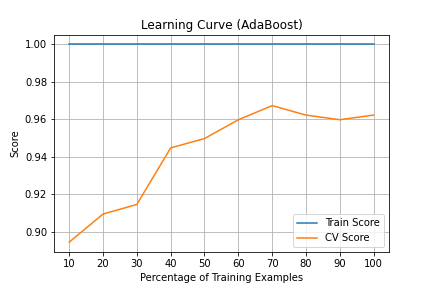 Learning Curve (AdaBoost)
1.00
0.98
0.96
0.94
0.92
0.90
Score
Train Score
CV Score
10 20 30 40 50 60 70 80 90 100
Percentage of Training Examples